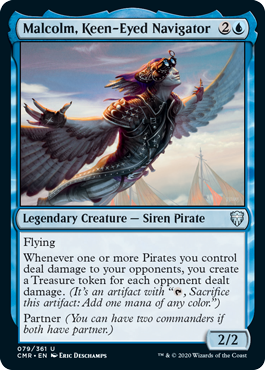 Malcolm, Keen-Eyed Navigator 2
Legendary Creature — Siren Pirate
Flying
Whenever one or more Pirates you control
deal damage to your opponents, you create
a Treasure token for each opponent dealt
damage. (It's an artifact with “, Sacrifice
this artifact: Add one mana of any color.”)
Partner (You can have two commanders if
both have partner.)
2/2
079/361 U
CMR • EN Eric Deschamps
™ & © 2020 Wizards of the Coast